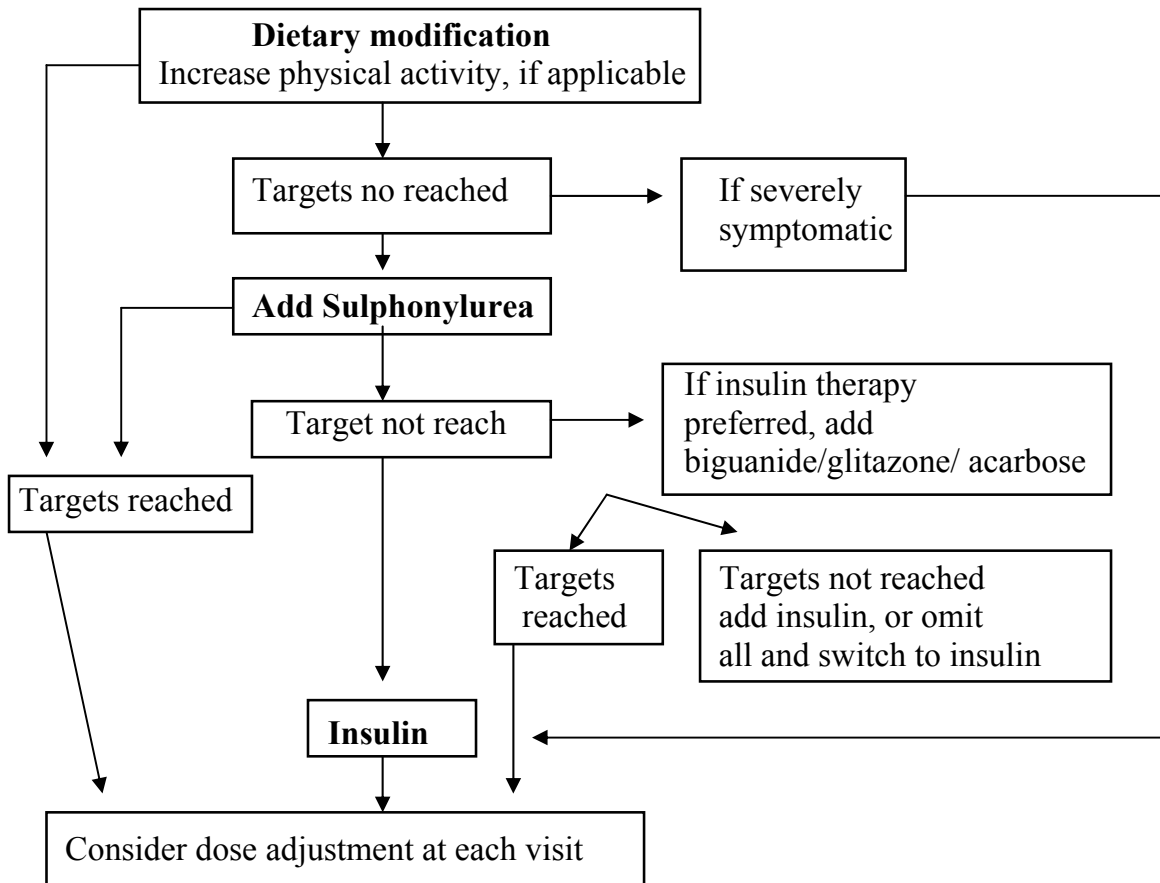 Dietary modification
Increase physical activity, if applicable
Targets no reached
If severely
symptomatic
Add Sulphonylurea
Target not reach
If insulin therapy
preferred, add
biguanide/glitazone/ acarbose
Targets reached
Targets
reached
Targets not reached
add insulin, or omit
all and switch to insulin
Insulin
Consider dose adjustment at each visit